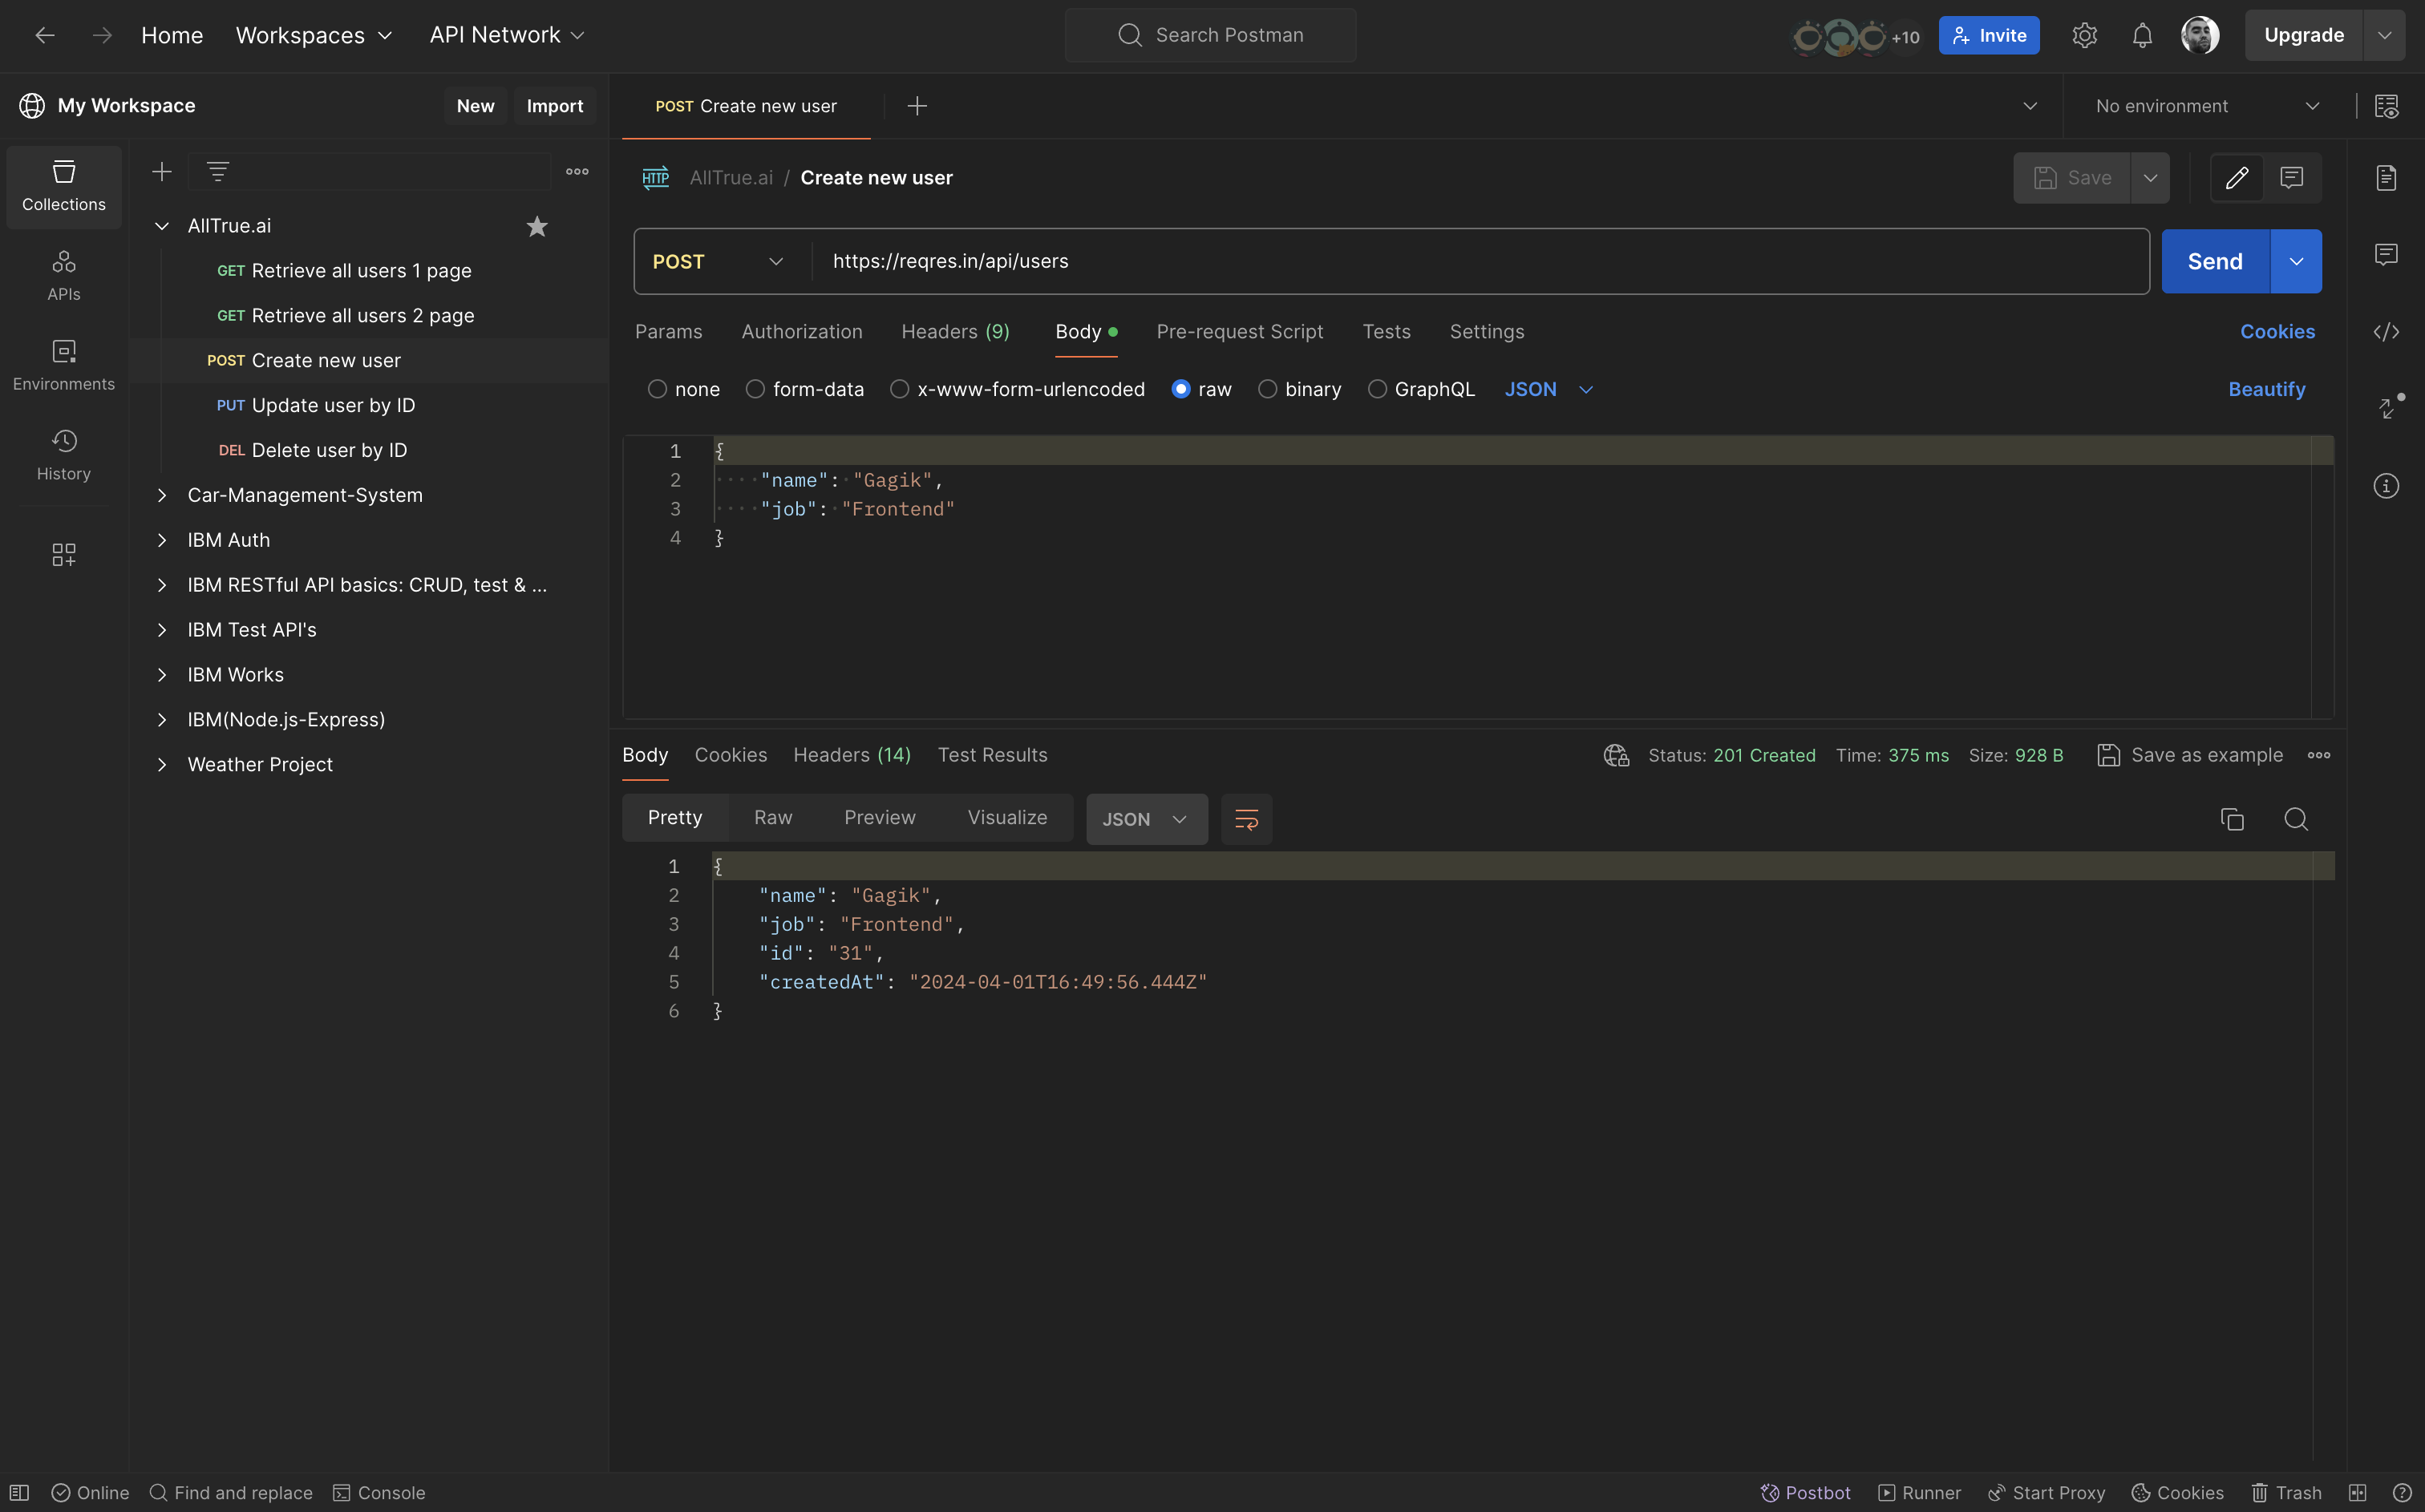 Home Workspaces API Network Search Postman +10 Invite Upgrade
My Workspace New Import POST Create new user No environment
HTTP AllTrue.ai / Create new user Save
Collections
AllTrue.ai
POST https://reqres.in/api/users Send
GET Retrieve all users 1 page
APIs
GET Retrieve all users 2 page
Params Authorization Headers (9) Body Pre-request Script Tests Settings Cookies
POST Create new user
Environments
none form-data x-www-form-urlencoded raw binary GraphQL JSON Beautify
PUT Update user by ID
DEL Delete user by ID
History
1 {
2 "name": "Gagik",
3 "job": "Frontend"
4 }
Car-Management-System
IBM Auth
IBM RESTful API basics: CRUD, test & ...
IBM Test API's
IBM Works
IBM(Node.js-Express)
Weather Project
Body Cookies Headers (14) Test Results Status: 201 Created Time: 375 ms Size: 928 B Save as example
Pretty Raw Preview Visualize JSON
1 {
2 "name": "Gagik",
3 "job": "Frontend",
4 "id": "31",
5 "createdAt": "2024-04-01T16:49:56.444Z"
6 }
Online Find and replace Console Postbot Runner Start Proxy Cookies Trash